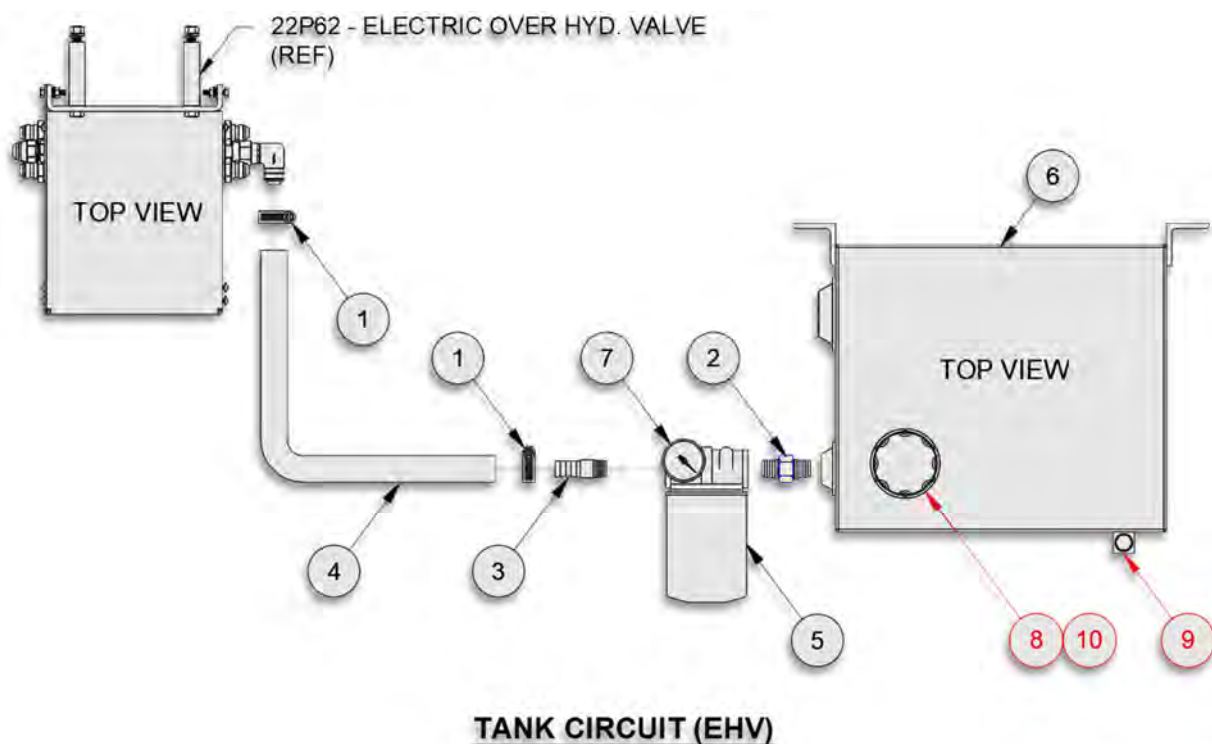 22P62 - ELECTRIC OVER HYD. VALVE
(REF)
TOP VIEW
6
1
1
7
2
TOP VIEW
4
3
5
8
10
9
TANK CIRCUIT (EHV)